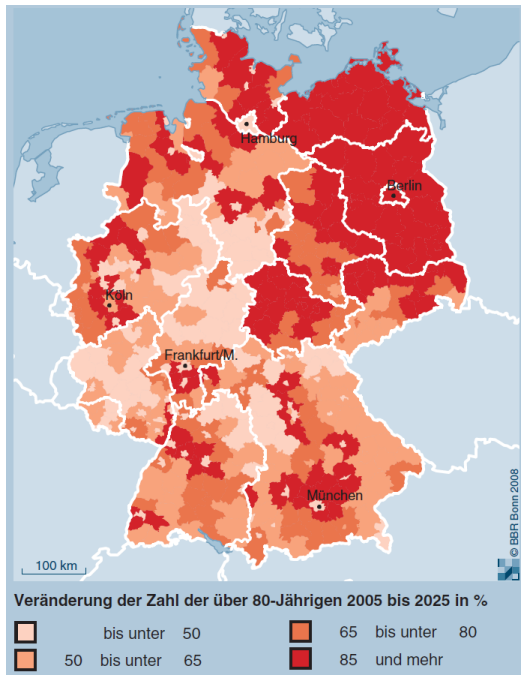 Hamburg
Berlin
Köln
Frankfurt/M.
München
100 km
© BBR Bonn 2008
Veränderung der Zahl der über 80-Jährigen 2005 bis 2025 in %
bis unter 50
65 bis unter 80
50 bis unter 65
85 und mehr